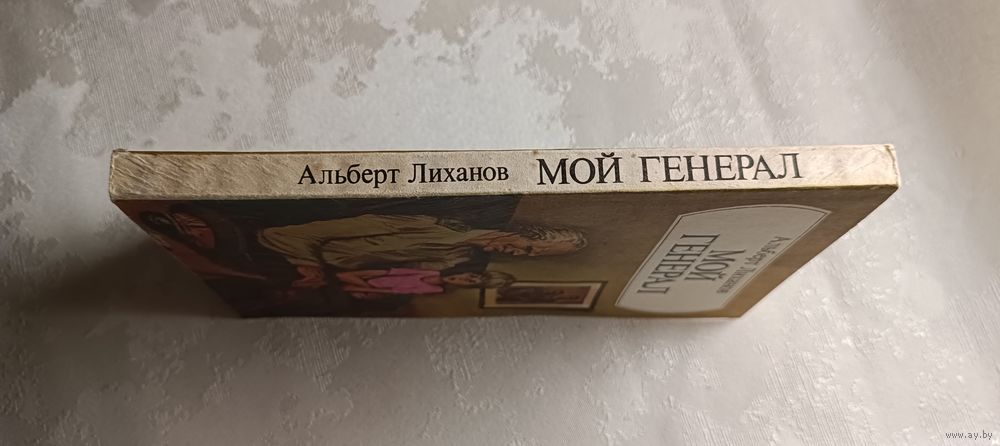 Альберт Лиханов МОЙ ГЕНЕРАЛ
Альберт Лиханов
МОЙ
ГЕНЕРАЛ
www.ay.by